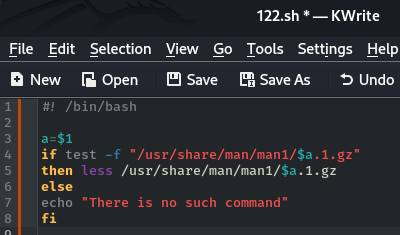 122.sh * — KWrite
File Edit Selection View Go Tools Settings Help
New Open Save Save As Undo
1 #! /bin/bash
2
3 a=$1
4 if test -f "/usr/share/man/man1/$a.1.gz"
5 then less /usr/share/man/man1/$a.1.gz
6 else
7 echo "There is no such command"
8 fi
9